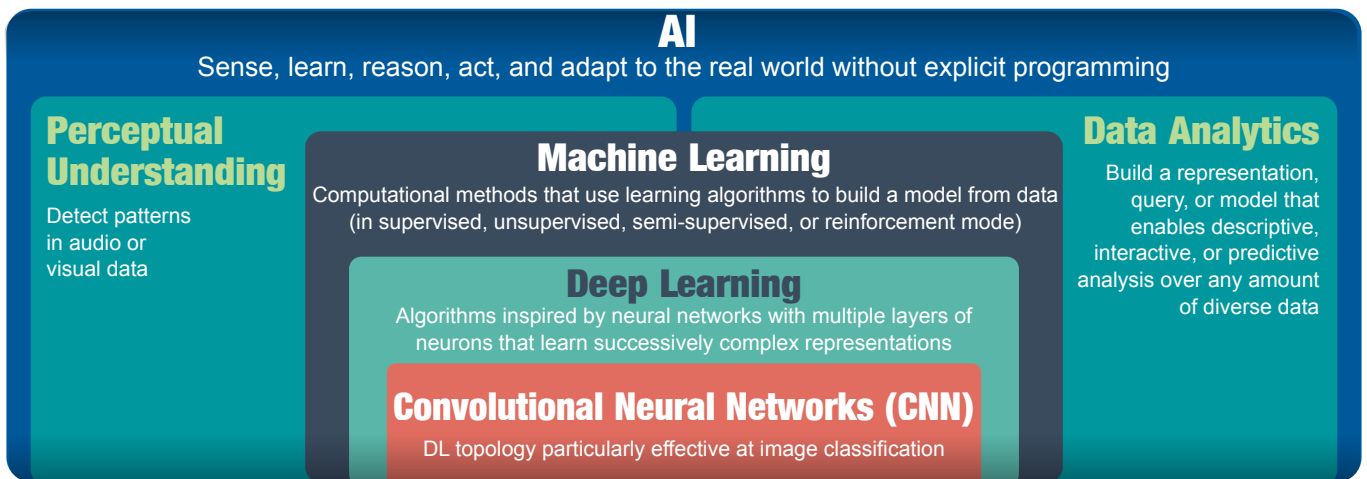 AI
Sense, learn, reason, act, and adapt to the real world without explicit programming
Perceptual
Understanding
Detect patterns
in audio or
visual data
Machine Learning
Computational methods that use learning algorithms to build a model from data
(in supervised, unsupervised, semi-supervised, or reinforcement mode)
Deep Learning
Algorithms inspired by neural networks with multiple layers of
neurons that learn successively complex representations
Convolutional Neural Networks (CNN)
DL topology particularly effective at image classification
Data Analytics
Build a representation,
query, or model that
enables descriptive,
interactive, or predictive
analysis over any amount
of diverse data